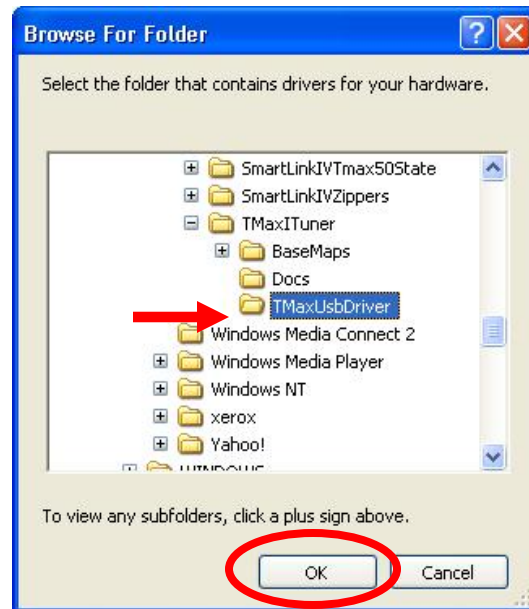 Browse For Folder
Select the folder that contains drivers for your hardware.
SmartLinkIVTmax50State
SmartLinkIVZippers
TMaxITuner
BaseMaps
Docs
TMaxUsbDriver
Windows Media Connect 2
Windows Media Player
Windows NT
xerox
Yahoo!
WINDOWS
To view any subfolders, click a plus sign above.
OK Cancel